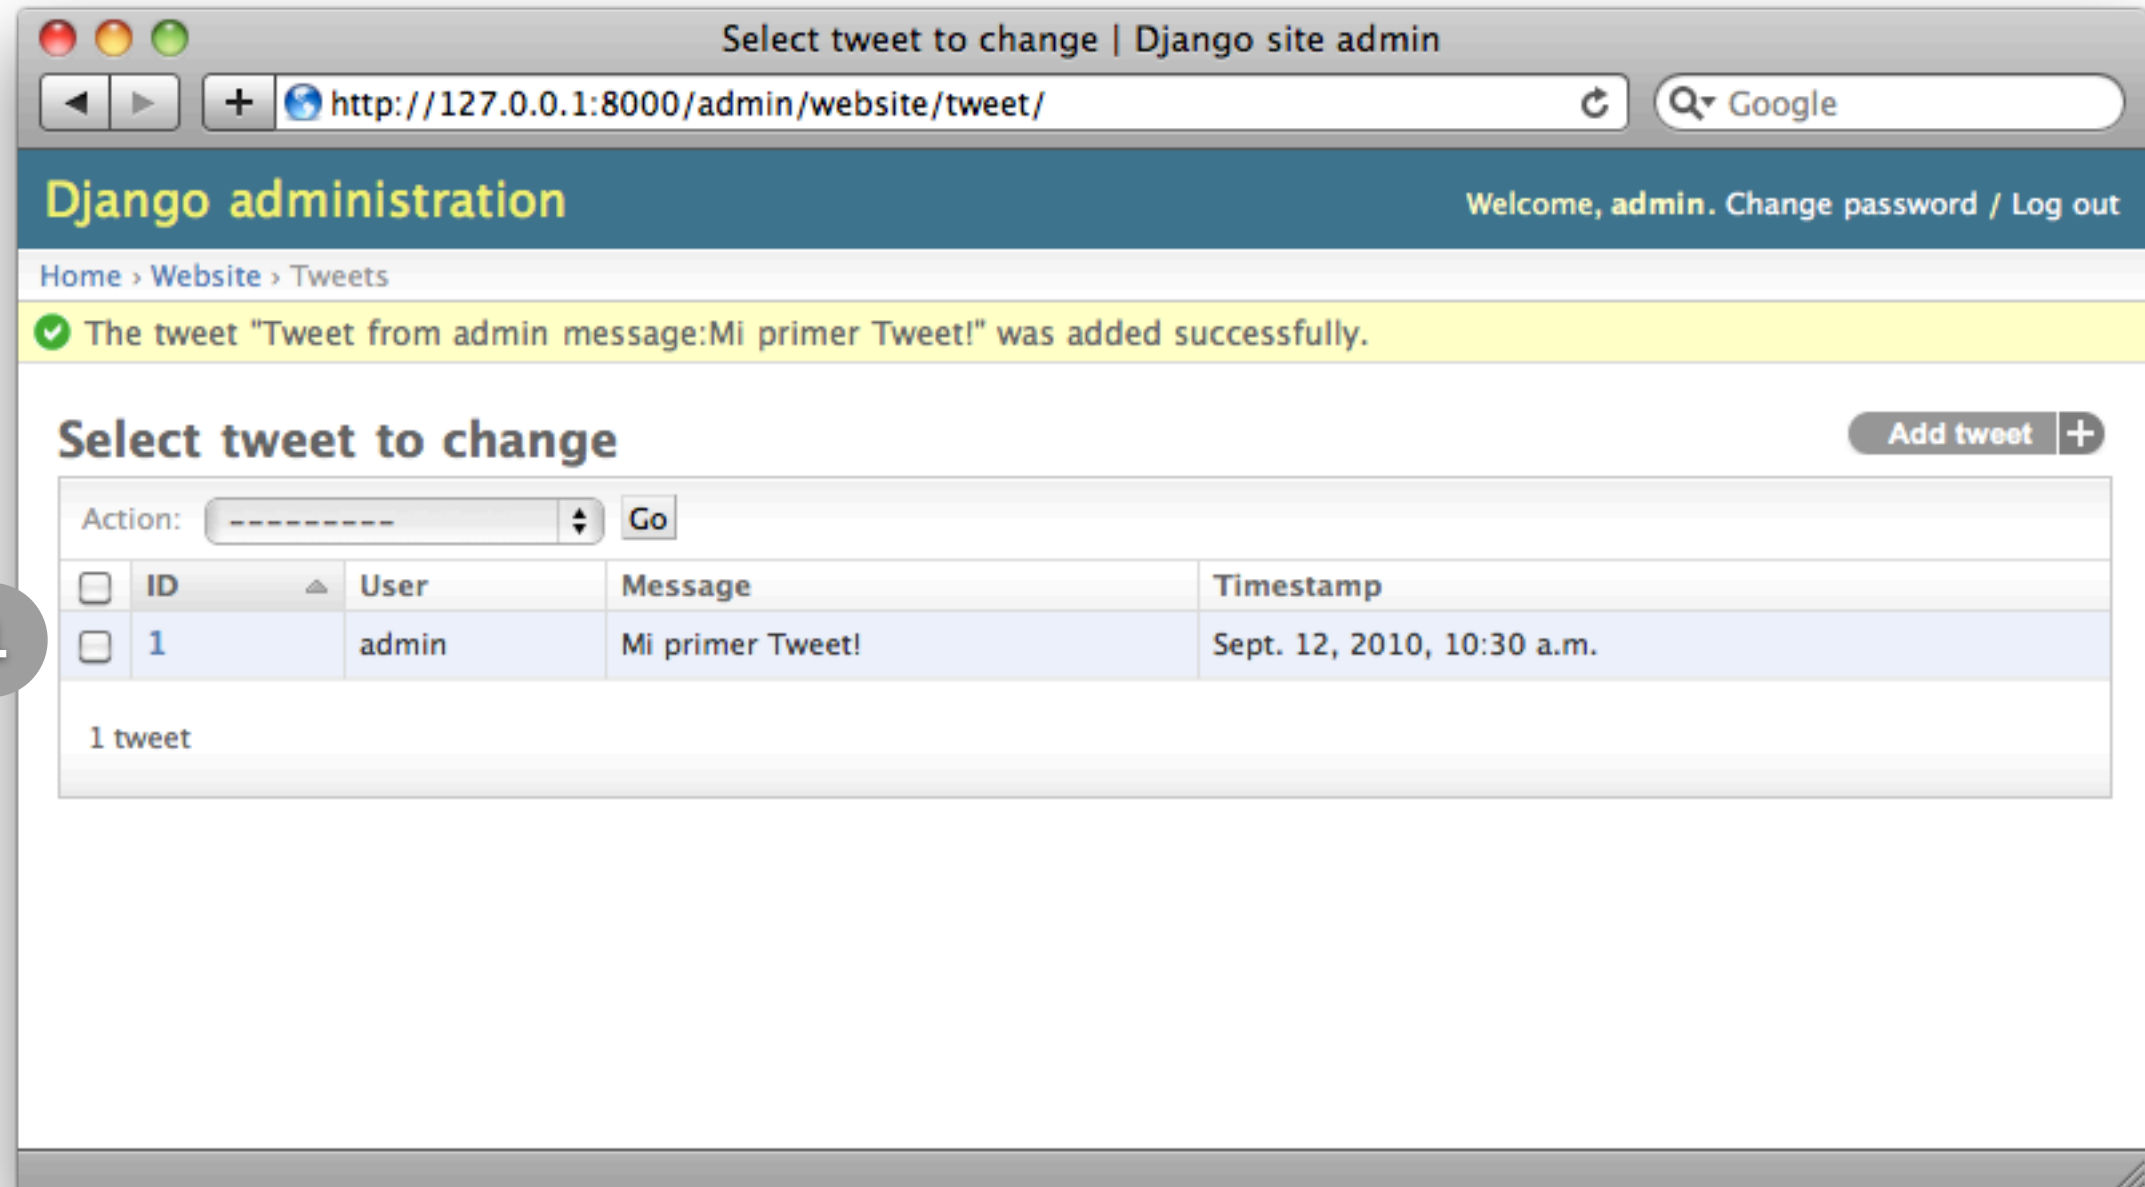 Select tweet to change | Django site admin
http://127.0.0.1:8000/admin/website/tweet/ Google
Django administration Welcome, admin. Change password / Log out
Home › Website › Tweets
The tweet "Tweet from admin message:Mi primer Tweet!" was added successfully.
Select tweet to change Add tweet +
Action: --------- Go
ID User Message Timestamp
1 admin Mi primer Tweet! Sept. 12, 2010, 10:30 a.m.
1 tweet